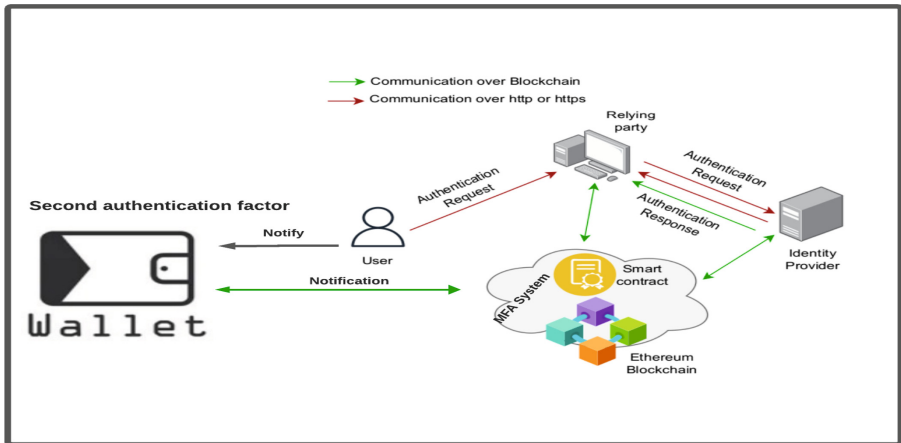 Communication over Blockchain
Communication over http or https
Relying
party
Authentication
Request
Authentication
Request
Authentication
Response
Second authentication factor
Notify
User
Identity
Provider
Notification
Smart
contract
MFA System
Wallet
Ethereum
Blockchain